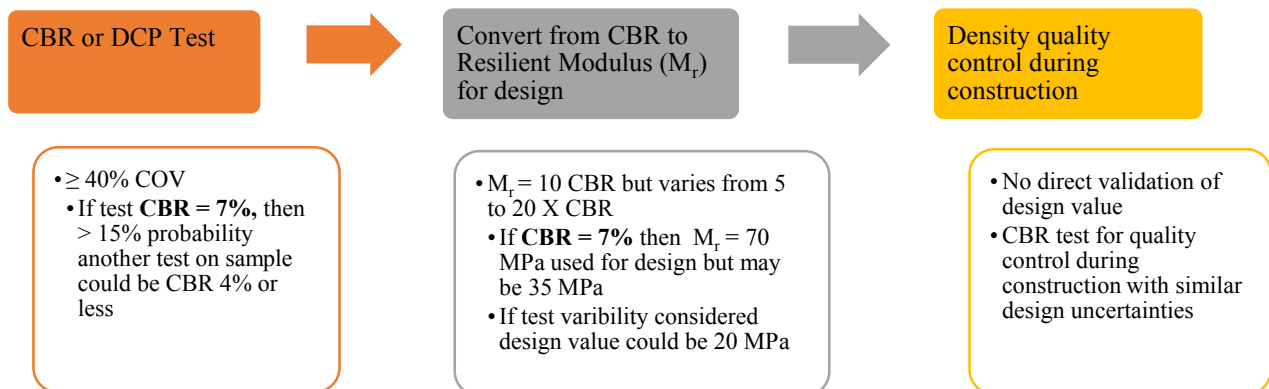 CBR or DCP Test
Convert from CBR to
Resilient Modulus (Mr)
for design
Density quality
control during
construction
•≥ 40% COV
•If test CBR = 7%, then
> 15% probability
another test on sample
could be CBR 4% or
less
•Mr = 10 CBR but varies from 5
to 20 X CBR
•If CBR = 7% then Mr = 70
MPa used for design but may
be 35 MPa
•If test varibility considered
design value could be 20 MPa
•No direct validation of
design value
•CBR test for quality
control during
construction with similar
design uncertainties